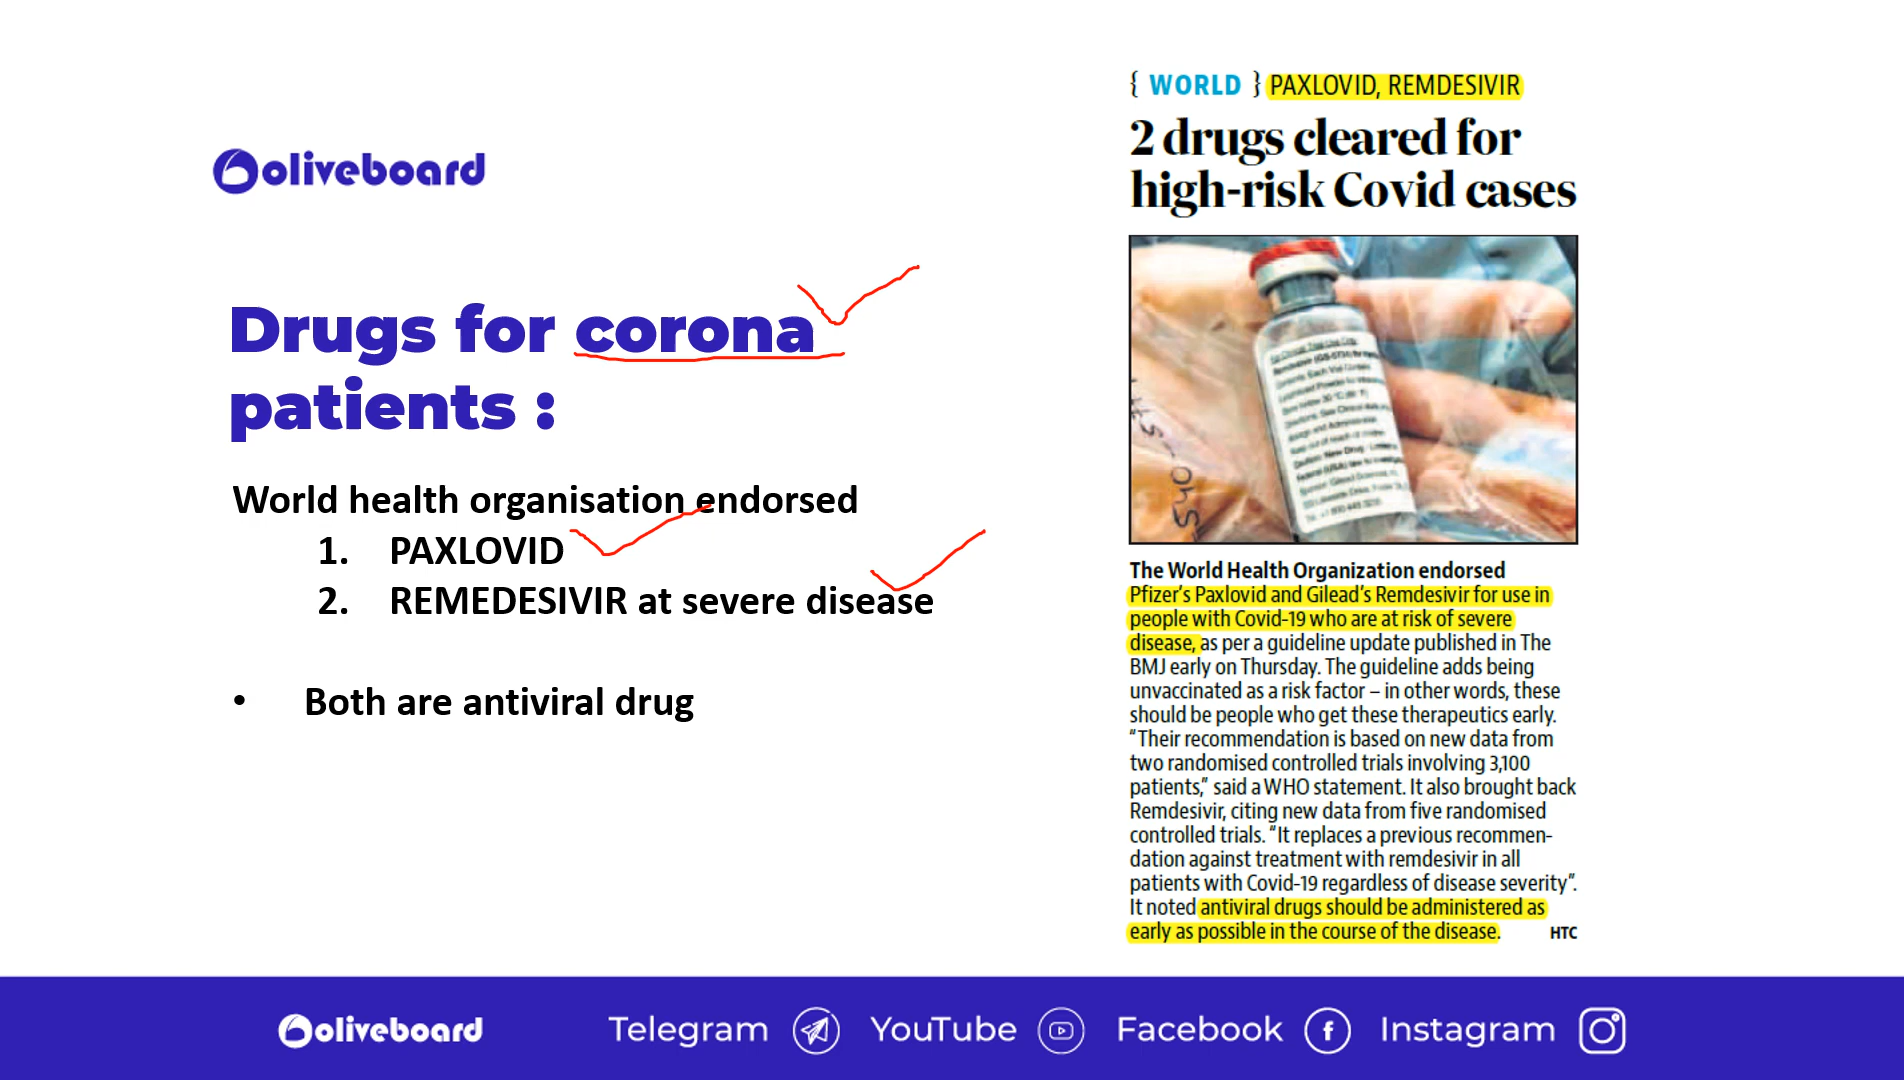 oliveboard
Drugs for corona
patients :
World health organisation endorsed
1. PAXLOVID
2. REMEDESIVIR at severe disease
• Both are antiviral drug
{ WORLD } PAXLOVID, REMDESIVIR
2 drugs cleared for
high-risk Covid cases
540
The World Health Organization endorsed
Pfizer's Paxlovid and Gilead's Remdesivir for use in
people with Covid-19 who are at risk of severe
disease, as per a guideline update published in The
BMJ early on Thursday. The guideline adds being
unvaccinated as a risk factor – in other words, these
should be people who get these therapeutics early.
"Their recommendation is based on new data from
two randomised controlled trials involving 3,100
patients," said a WHO statement. It also brought back
Remdesivir, citing new data from five randomised
controlled trials. "It replaces a previous recommen-
dation against treatment with remdesivir in all
patients with Covid-19 regardless of disease severity".
It noted antiviral drugs should be administered as
early as possible in the course of the disease. HTC
oliveboard Telegram YouTube Facebook Instagram